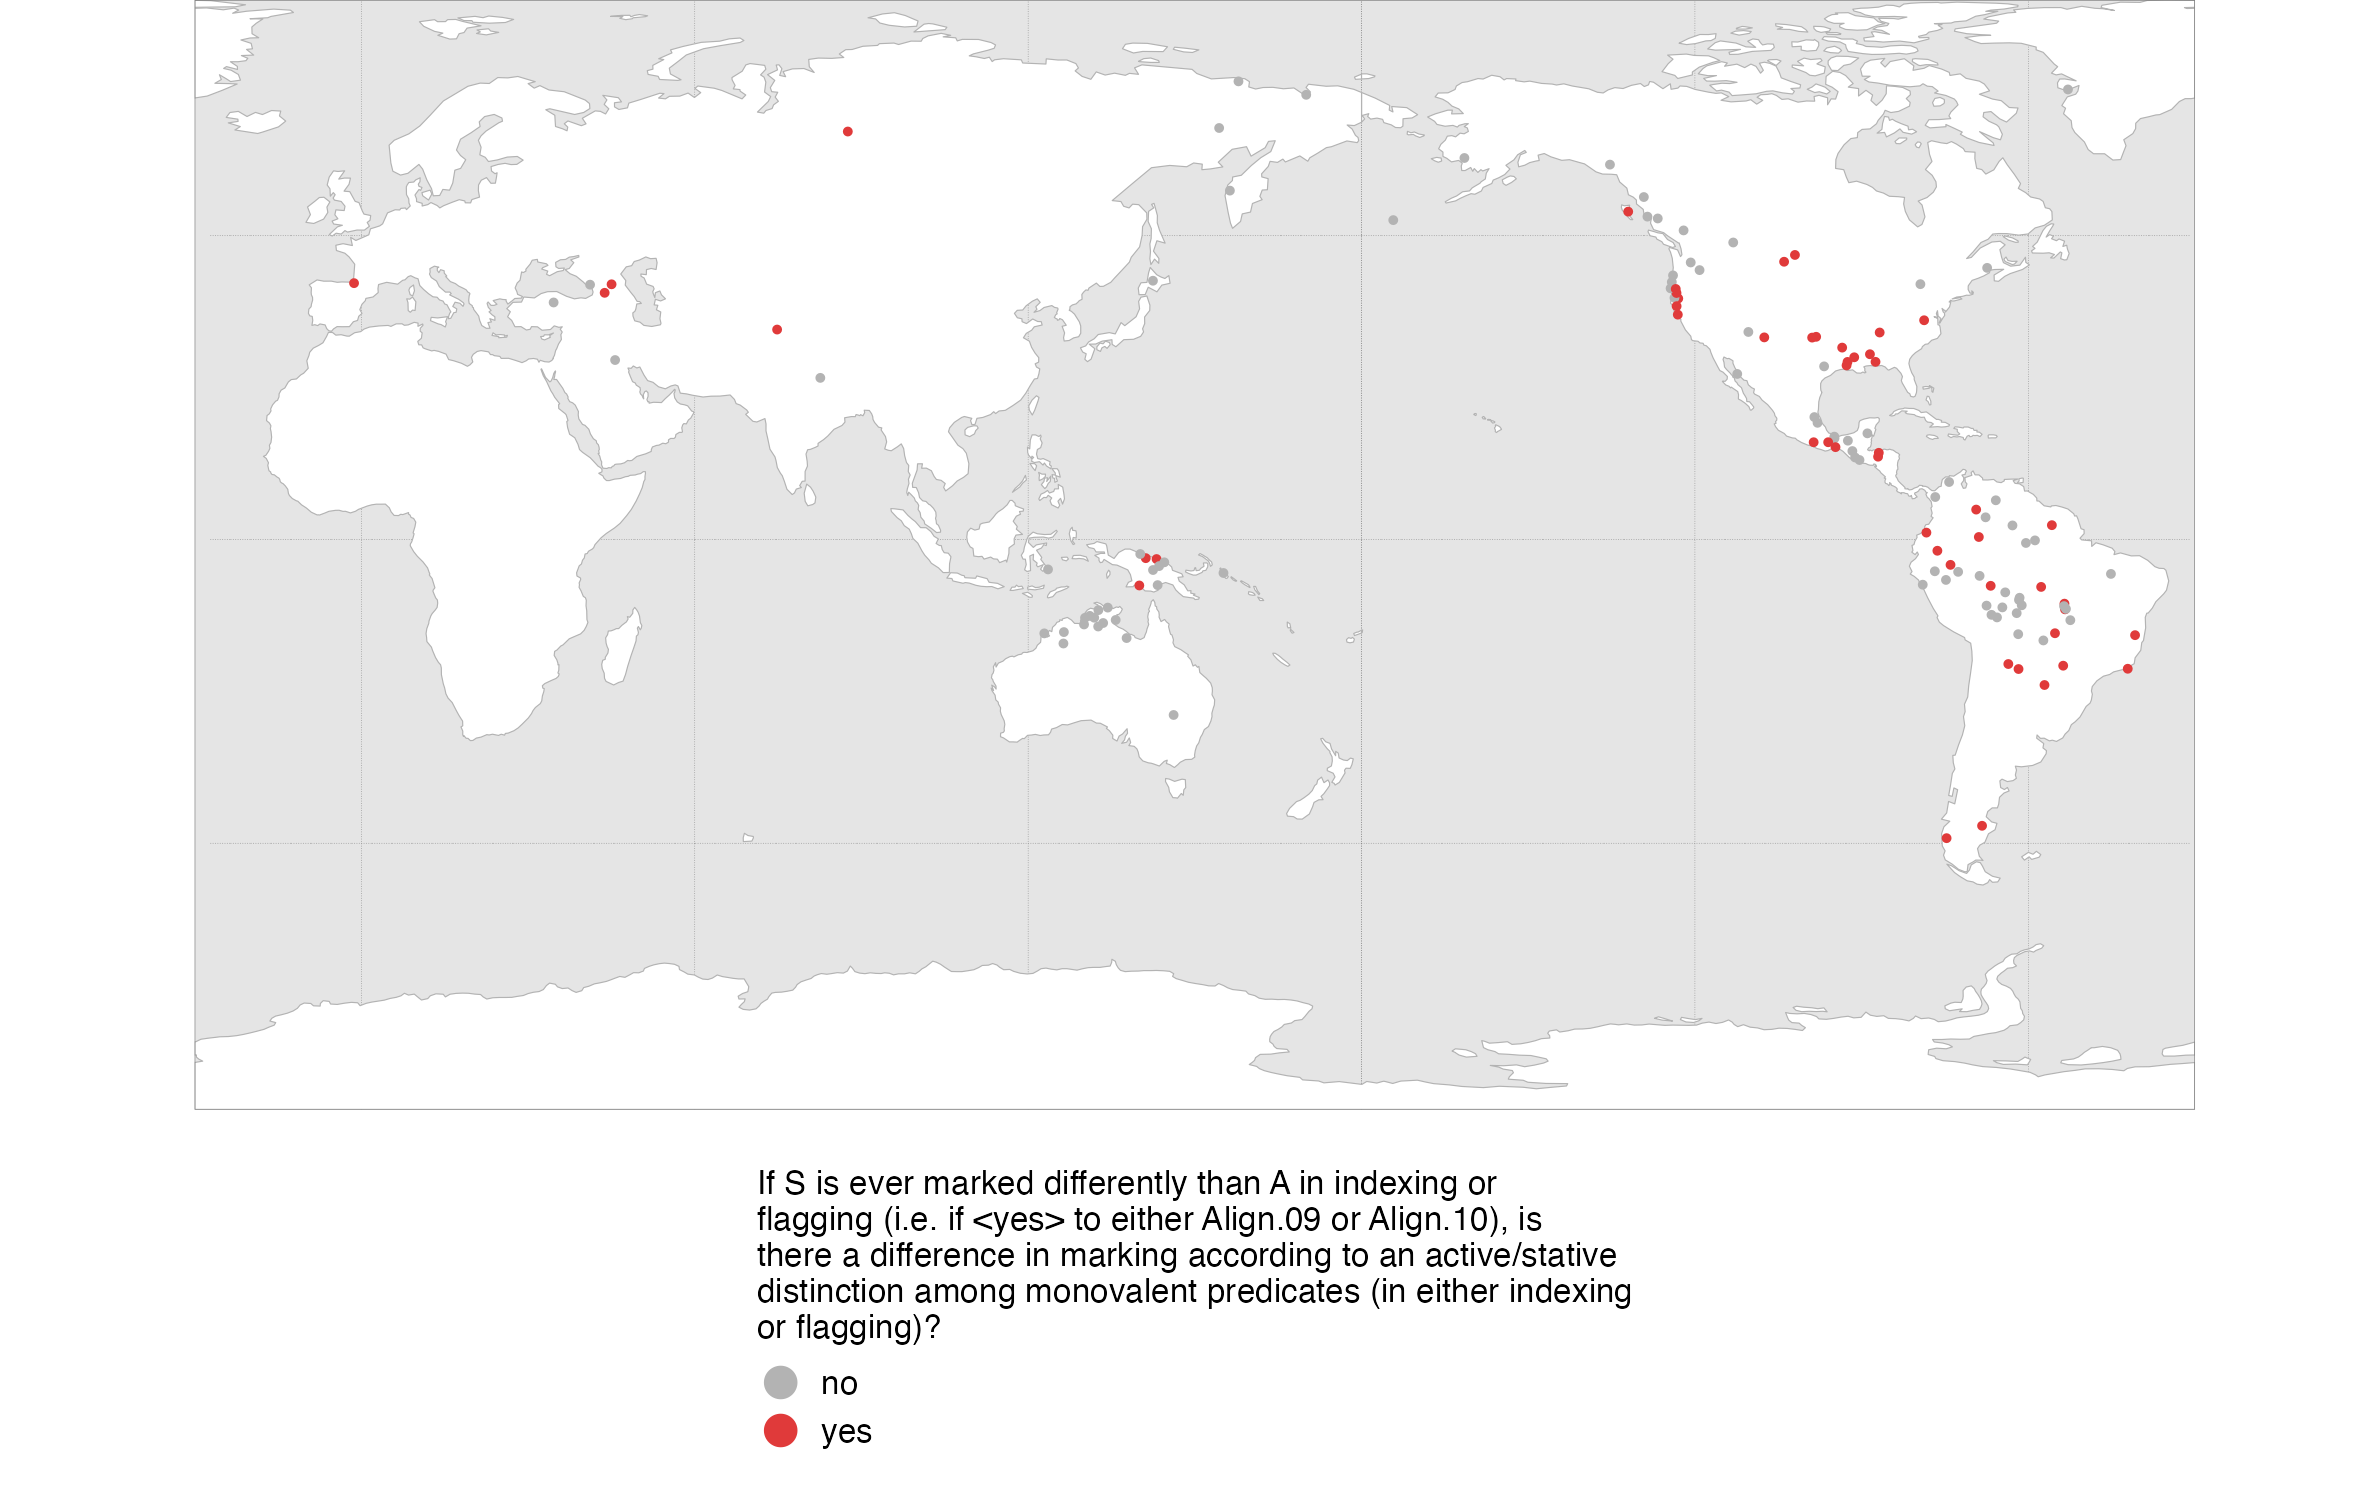 If S is ever marked differently than A in indexing or
flagging (i.e. if <yes> to either Align.09 or Align.10), is
there a difference in marking according to an active/stative
distinction among monovalent predicates (in either indexing
or flagging)?
no
yes